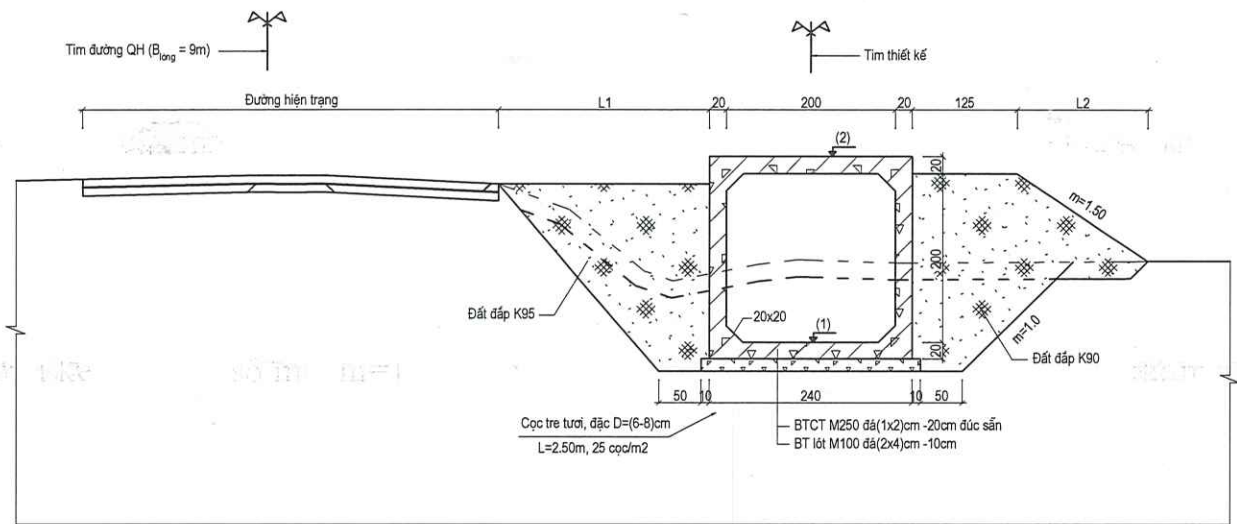 Tim đường QH (Blòng = 9m)
Tim thiết kế
Đường hiện trạng
L1
20
200
20
125
L2
(2)
20
m=1.50
200
Đất đắp K95
20x20
(1)
m=1.0
20
Đất đắp K90
50
10
240
10
50
Cọc tre tươi, đặc D=(6-8)cm
L=2.50m, 25 cọc/m2
BTCT M250 đá(1x2)cm -20cm đúc sẵn
BT lót M100 đá(2x4)cm -10cm